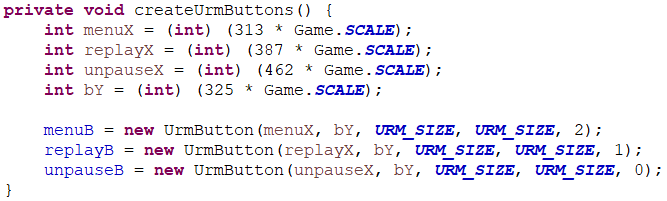 private void createUrmButtons() {
    int menuX = (int) (313 * Game.SCALE);
    int replayX = (int) (387 * Game.SCALE);
    int unpauseX = (int) (462 * Game.SCALE);
    int bY = (int) (325 * Game.SCALE);

    menuB = new UrmButton(menuX, bY, URM_SIZE, URM_SIZE, 2);
    replayB = new UrmButton(replayX, bY, URM_SIZE, URM_SIZE, 1);
    unpauseB = new UrmButton(unpauseX, bY, URM_SIZE, URM_SIZE, 0);
}